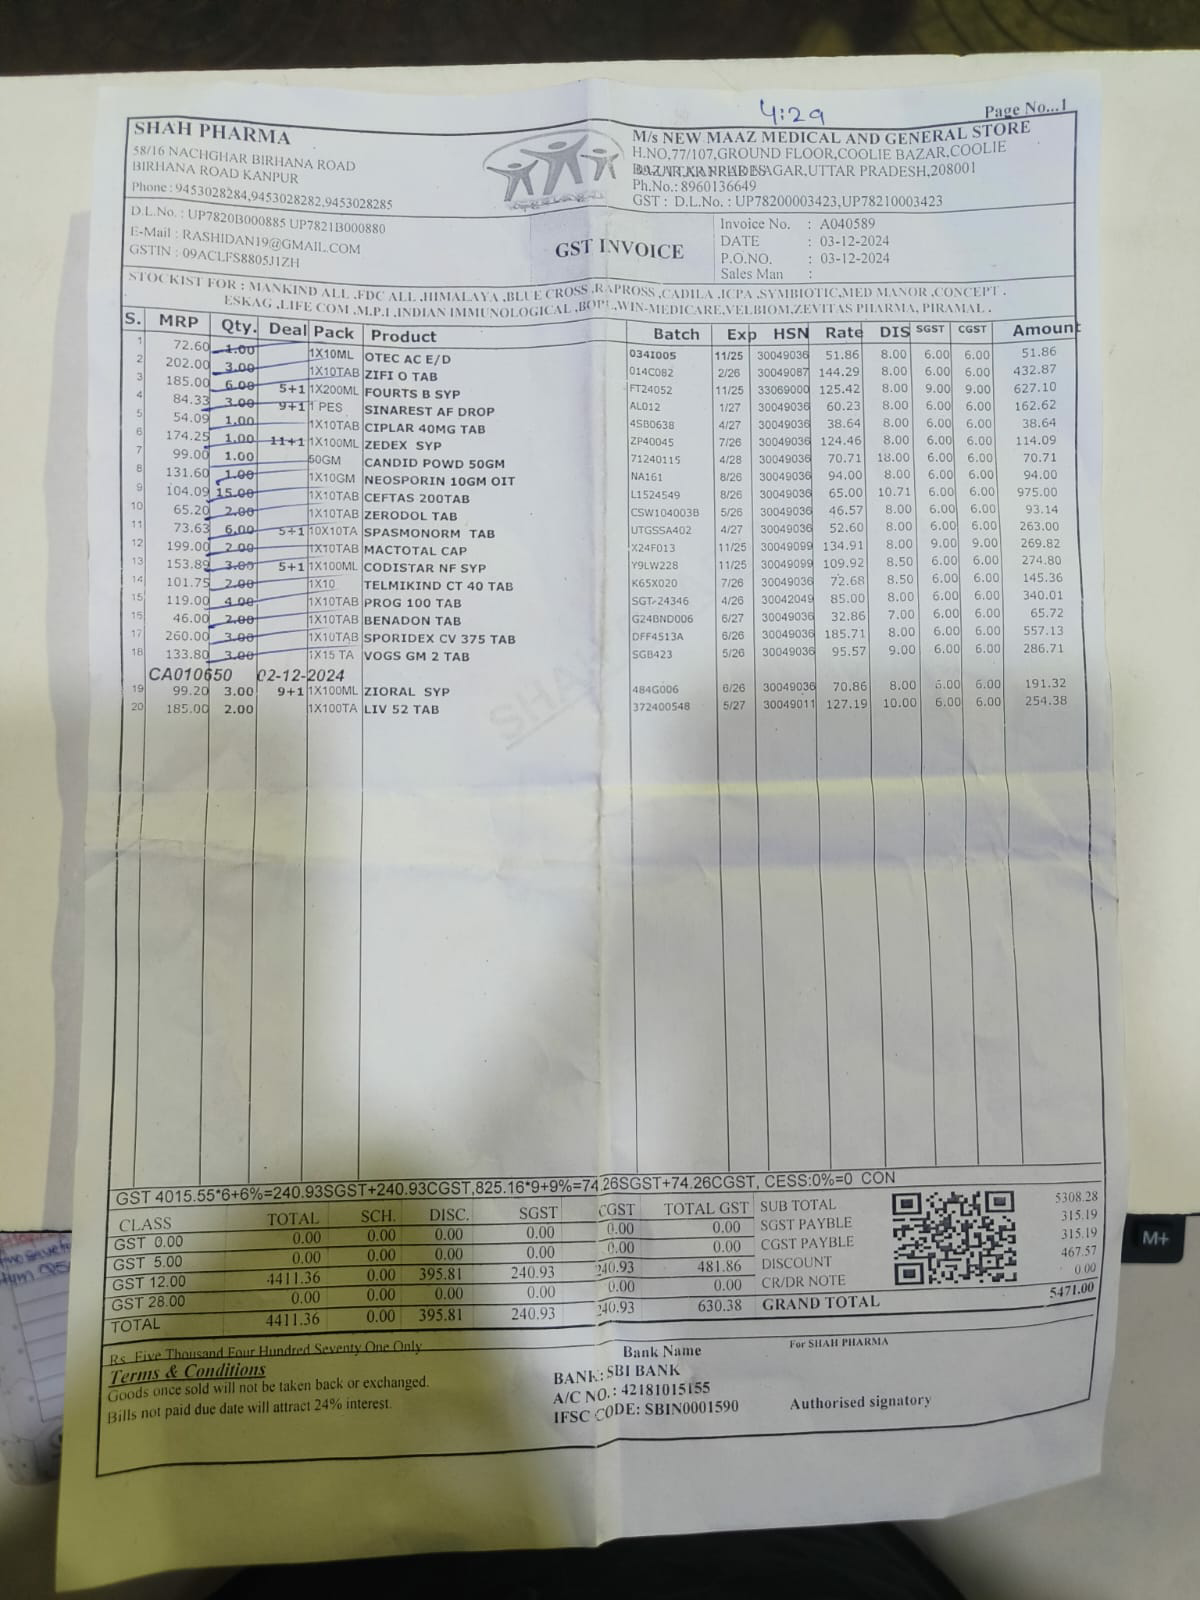 4:29
Page No...1
SHAH PHARMA
58/16 NACHGHAR BIRHANA ROAD
BIRHANA ROAD KANPUR
Phone : 9453028284,9453028282,9453028285
D.L.No. : UP7820B000885 UP7821B000880
E-Mail : RASHIDAN19@GMAIL.COM
GSTIN : 09ACLFS8805J1ZH
M/s NEW MAAZ MEDICAL AND GENERAL STORE
H.NO,77/107,GROUND FLOOR,COOLIE BAZAR,COOLIE
NAGAR,UTTAR PRADESH,208001
Ph.No.: 8960136649
GST : D.L.No. : UP78200003423,UP78210003423
GST INVOICE
Invoice No. : A040589
DATE : 03-12-2024
P.O.NO. : 03-12-2024
Sales Man :
STOCKIST FOR : MANKIND ALL ,FDC ALL ,HIMALAYA ,BLUE CROSS ,RAPROSS ,CADILA ,ICPA ,SYMBIOTIC,MED MANOR ,CONCEPT .
ESKAG ,LIFE COM ,M.P.I ,INDIAN IMMUNOLOGICAL ,WIN-MEDICARE,VELBIOM,ZEVITAS PHARMA, PIRAMAL .
S. MRP Qty. Deal Pack Product Batch Exp HSN Rate DIS SGST CGST Amount
1 72.60 1.00 1X10ML OTEC AC E/D 034I005 11/25 30049036 51.86 8.00 6.00 6.00 51.86
2 202.00 3.00 1X10TAB ZIFI O TAB 014C082 2/26 30049087 144.29 8.00 6.00 6.00 432.87
3 185.00 6.00 5+1 1X200ML FOURTS B SYP FT24052 11/25 33069000 125.42 8.00 9.00 9.00 627.10
4 84.33 3.00 9+1 1 PES SINAREST AF DROP AL012 1/27 30049036 60.23 8.00 6.00 6.00 162.62
5 54.09 1.00 1X10TAB CIPLAR 40MG TAB 4SB0638 4/27 30049036 38.64 8.00 6.00 6.00 38.64
6 174.25 1.00 11+1 1X100ML ZEDEX SYP ZP40045 7/26 30049036 124.46 8.00 6.00 6.00 114.09
7 99.00 1.00 50GM CANDID POWD 50GM 71240115 4/28 30049036 70.71 18.00 6.00 6.00 70.71
8 131.60 1.00 1X10GM NEOSPORIN 10GM OIT NA161 8/26 30049036 94.00 8.00 6.00 6.00 94.00
9 104.09 15.00 1X10TAB CEFTAS 200TAB L1524549 8/26 30049036 65.00 10.71 6.00 6.00 975.00
10 65.20 2.00 1X10TAB ZERODOL TAB CSW104003B 5/26 30049036 46.57 8.00 6.00 6.00 93.14
11 73.63 6.00 5+1 10X10TA SPASMONORM TAB UTGSSA402 4/27 30049036 52.60 8.00 6.00 6.00 263.00
12 199.00 2.00 1X10TAB MACTOTAL CAP X24F013 11/25 30049099 134.91 8.00 9.00 9.00 269.82
13 153.89 3.00 5+1 1X100ML CODISTAR NF SYP Y9LW228 11/25 30049099 109.92 8.50 6.00 6.00 274.80
14 101.75 2.00 1X10 TELMIKIND CT 40 TAB K65X020 7/26 30049036 72.68 8.50 6.00 6.00 145.36
15 119.00 4.00 1X10TAB PROG 100 TAB SGT-24346 4/26 30042049 85.00 8.00 6.00 6.00 340.01
16 46.00 2.00 1X10TAB BENADON TAB G24BND006 6/27 30049036 32.86 7.00 6.00 6.00 65.72
17 260.00 3.00 1X10TAB SPORIDEX CV 375 TAB DFF4513A 6/26 30049036 185.71 8.00 6.00 6.00 557.13
18 133.80 3.00 1X15 TA VOGS GM 2 TAB SGB423 5/26 30049036 95.57 9.00 6.00 6.00 286.71
CA010650 02-12-2024
19 99.20 3.00 9+1 1X100ML ZIORAL SYP 484G006 6/26 30049036 70.86 8.00 6.00 6.00 191.32
20 185.00 2.00 1X100TA LIV 52 TAB 372400548 5/27 30049011 127.19 10.00 6.00 6.00 254.38
GST 4015.55*6+6%=240.93SGST+240.93CGST,825.16*9+9%=74.26SGST+74.26CGST, CESS:0%=0 CON
CLASS TOTAL SCH. DISC. SGST CGST TOTAL GST
GST 0.00 0.00 0.00 0.00 0.00 0.00 0.00
GST 5.00 0.00 0.00 0.00 0.00 0.00 0.00
GST 12.00 4411.36 0.00 395.81 240.93 240.93 481.86
GST 28.00 0.00 0.00 0.00 0.00 0.00 0.00
TOTAL 4411.36 0.00 395.81 240.93 240.93 630.38
SUB TOTAL 5308.28
SGST PAYBLE 315.19
CGST PAYBLE 315.19
DISCOUNT 467.57
CR/DR NOTE 0.00
GRAND TOTAL 5471.00
Rs. Five Thousand Four Hundred Seventy One Only
Terms & Conditions
Goods once sold will not be taken back or exchanged.
Bills not paid due date will attract 24% interest.
Bank Name
BANK: SBI BANK
A/C NO.: 42181015155
IFSC CODE: SBIN0001590
For SHAH PHARMA
Authorised signatory
M+